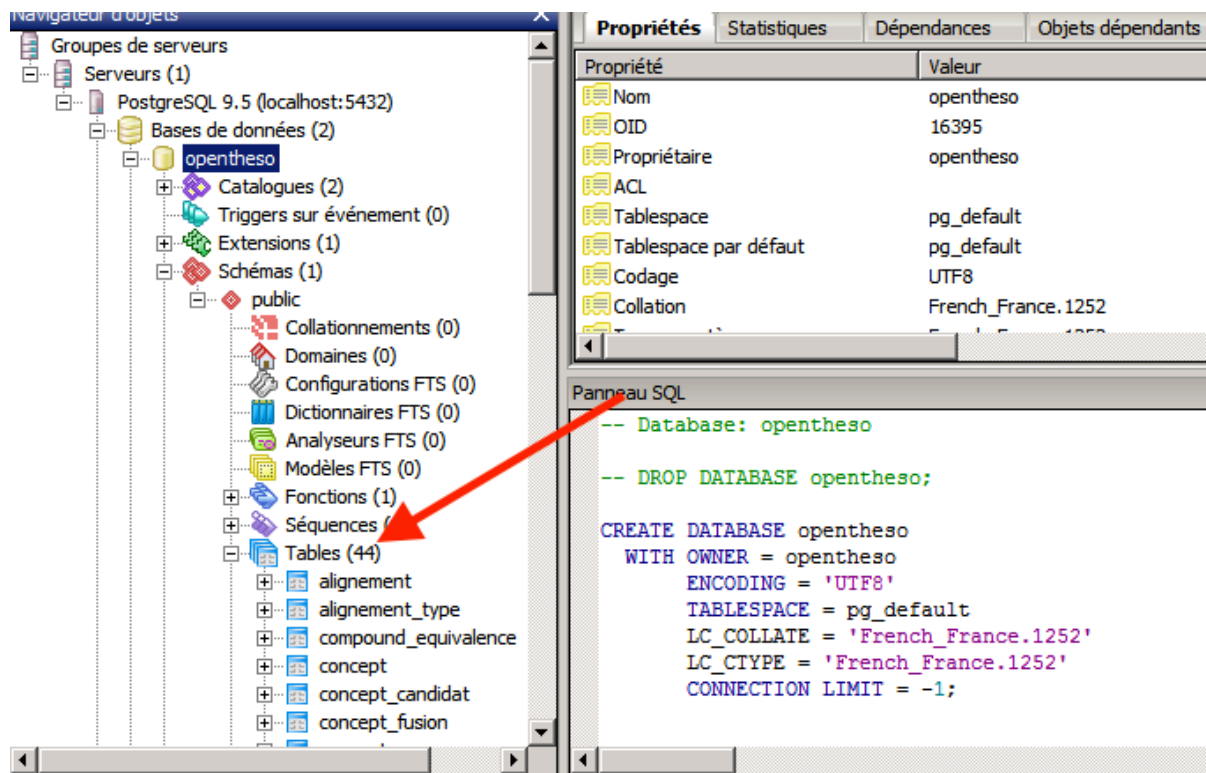 Navigateur d'objets
Groupes de serveurs
Serveurs (1)
PostgreSQL 9.5 (localhost:5432)
Bases de données (2)
opentheso
Catalogues (2)
Triggers sur événement (0)
Extensions (1)
Schémas (1)
public
Collationnements (0)
Domaines (0)
Configurations FTS (0)
Dictionnaires FTS (0)
Analyseurs FTS (0)
Modèles FTS (0)
Fonctions (1)
Séquences (
Tables (44)
alignement
alignement_type
compound_equivalence
concept
concept_candidat
concept_fusion
Propriétés Statistiques Dépendances Objets dépendants
Propriété Valeur
Nom opentheso
OID 16395
Propriétaire opentheso
ACL
Tablespace pg_default
Tablespace par défaut pg_default
Codage UTF8
Collation French_France.1252
Panneau SQL
-- Database: opentheso
-- DROP DATABASE opentheso;
CREATE DATABASE opentheso
WITH OWNER = opentheso
ENCODING = 'UTF8'
TABLESPACE = pg_default
LC_COLLATE = 'French_France.1252'
LC_CTYPE = 'French_France.1252'
CONNECTION LIMIT = -1;